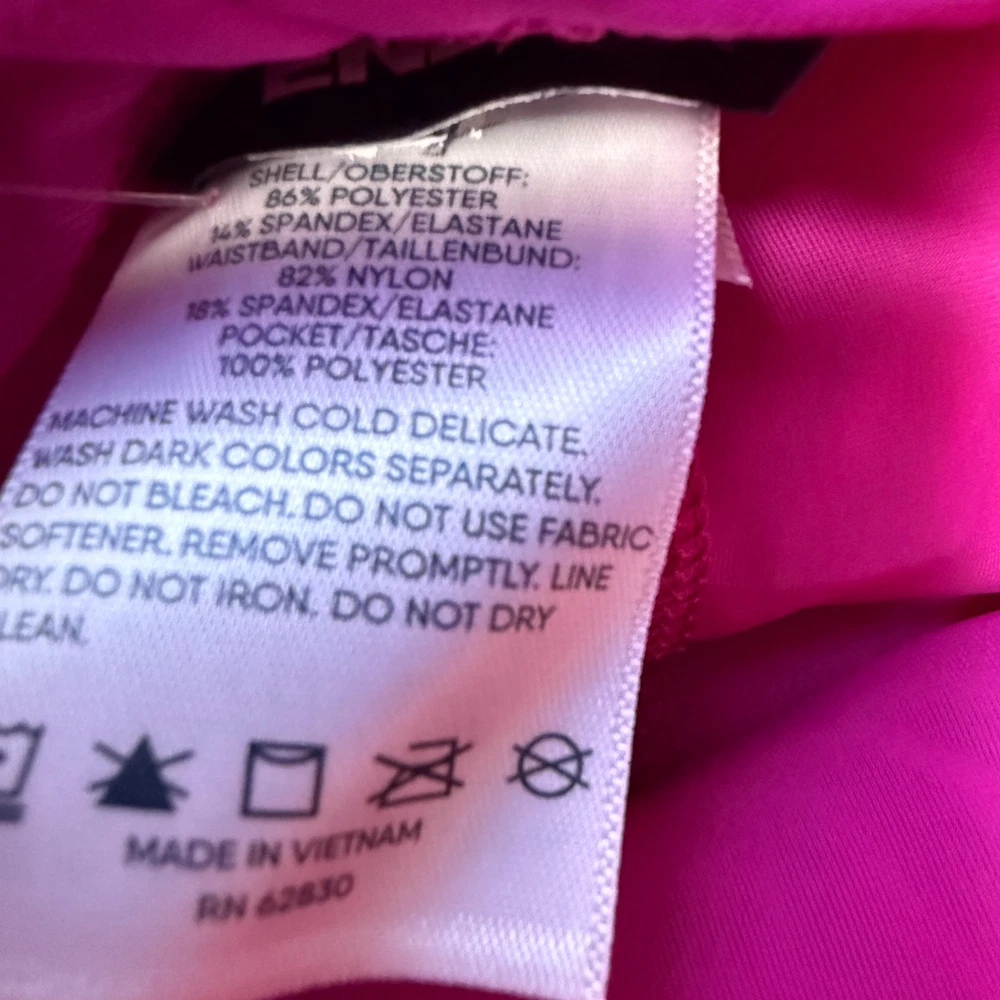 SHELL/OBERSTOFF:
86% POLYESTER
14% SPANDEX/ELASTANE
WAISTBAND/TAILLENBUND:
82% NYLON
18% SPANDEX/ELASTANE
POCKET/TASCHE:
100% POLYESTER
MACHINE WASH COLD DELICATE.
WASH DARK COLORS SEPARATELY.
DO NOT BLEACH. DO NOT USE FABRIC
SOFTENER. REMOVE PROMPTLY. LINE
DRY. DO NOT IRON. DO NOT DRY
LEAN.
MADE IN VIETNAM
RN 62830